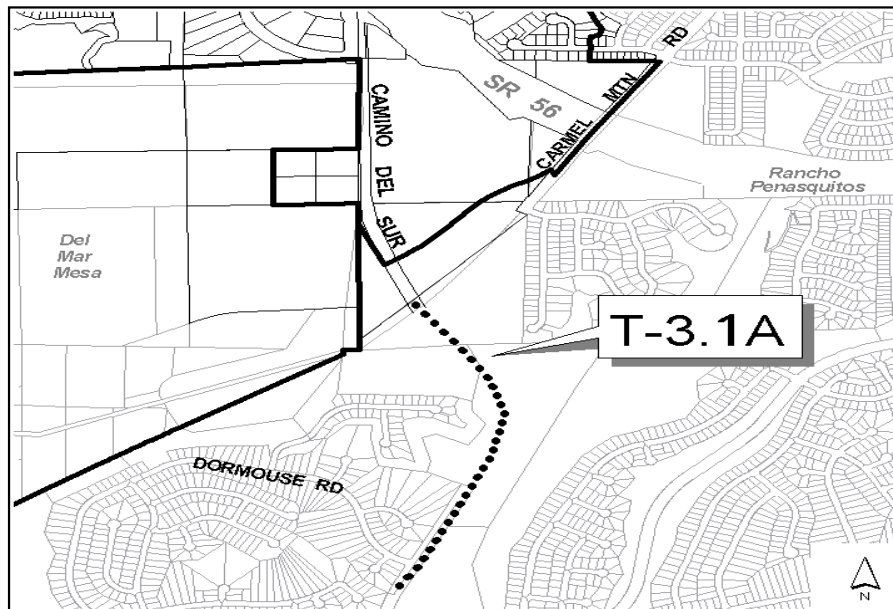 SR 56
CARMEL MTN RD
CAMINO DEL SUR
Rancho
Penasquitos
Del
Mar
Mesa
T-3.1A
DORMOUSE RD
N